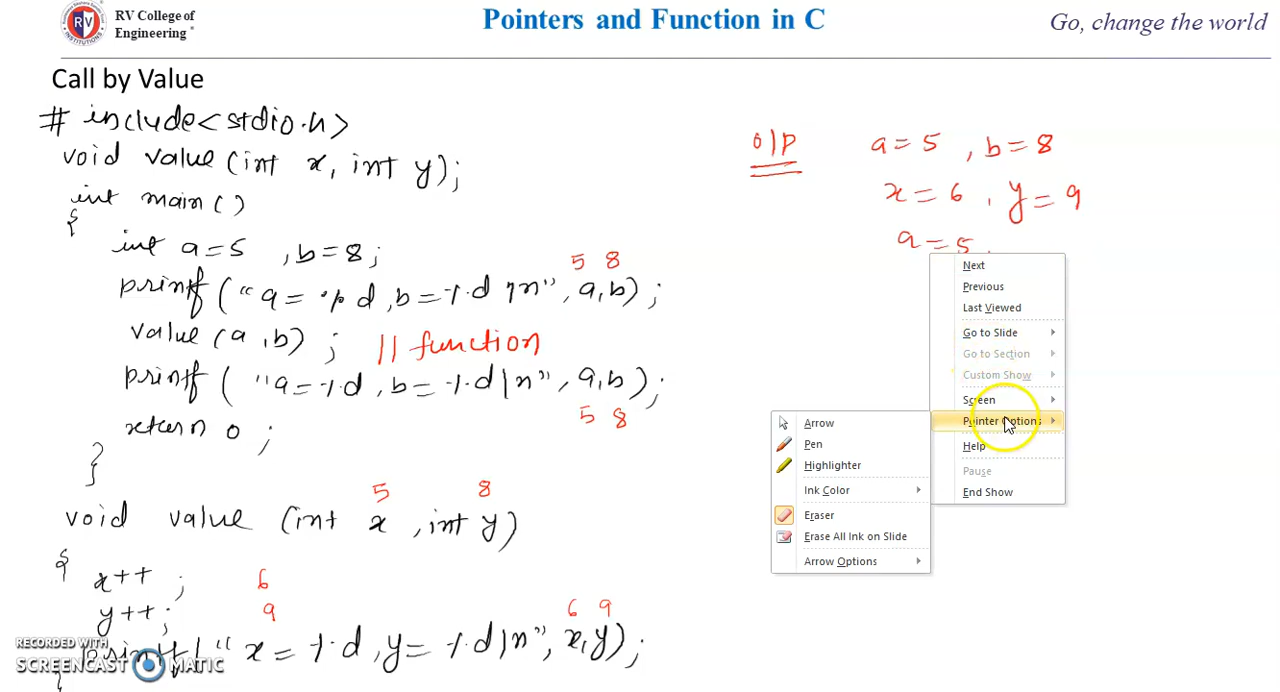 RV College of
Engineering
Pointers and Function in C
Go, change the world
Call by Value
# include<stdio.h>
void value (int x, int y);
int main ()
{
int a=5 , b=8;
5 8
printf ("a= %d, b=%d \n", a,b);
value (a,b) ; // function
printf ( "a=%d, b=%d\n", a,b);
5 8
return 0 ;
}
5 8
void value (int x ,int y)
{
x++ ; 6
y++; 9
6 9
printf( " x= %d, y= %d\n", x,y);
}
O/P a=5 , b=8
x=6 , y=9
a=5,
Next
Previous
Last Viewed
Go to Slide
Go to Section
Custom Show
Screen
Pointer Options
Help
Pause
End Show
Arrow
Pen
Highlighter
Ink Color
Eraser
Erase All Ink on Slide
Arrow Options
RECORDED WITH
SCREENCAST MATIC